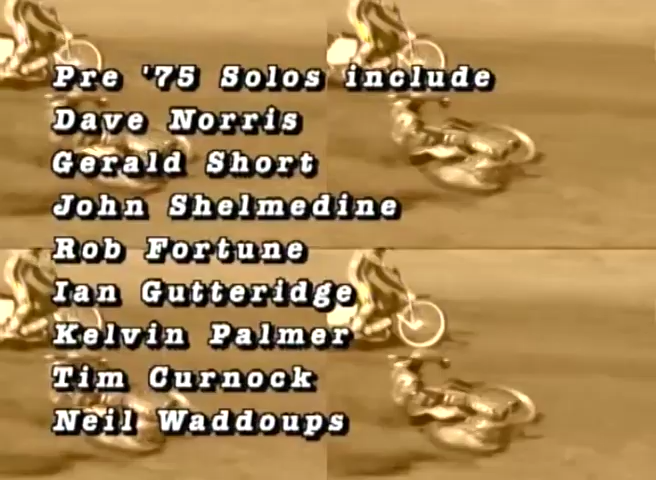 Pre '75 Solos include
Dave Norris
Gerald Short
John Shelmedine
Rob Fortune
Ian Gutteridge
Kelvin Palmer
Tim Curnock
Neil Waddoups